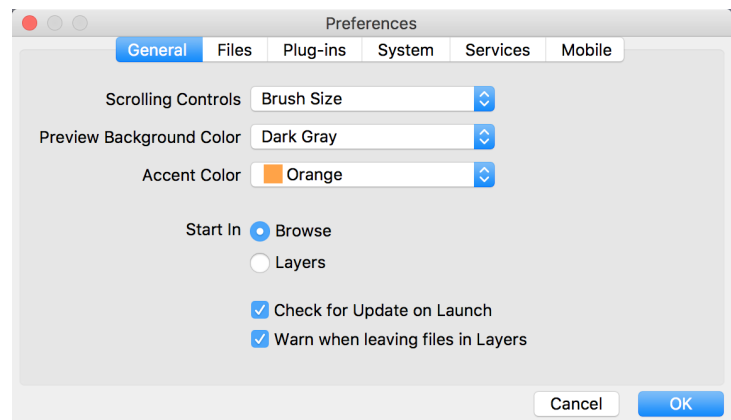 Preferences
General Files Plug-ins System Services Mobile
Scrolling Controls Brush Size
Preview Background Color Dark Gray
Accent Color Orange
Start In Browse
Layers
Check for Update on Launch
Warn when leaving files in Layers
Cancel OK